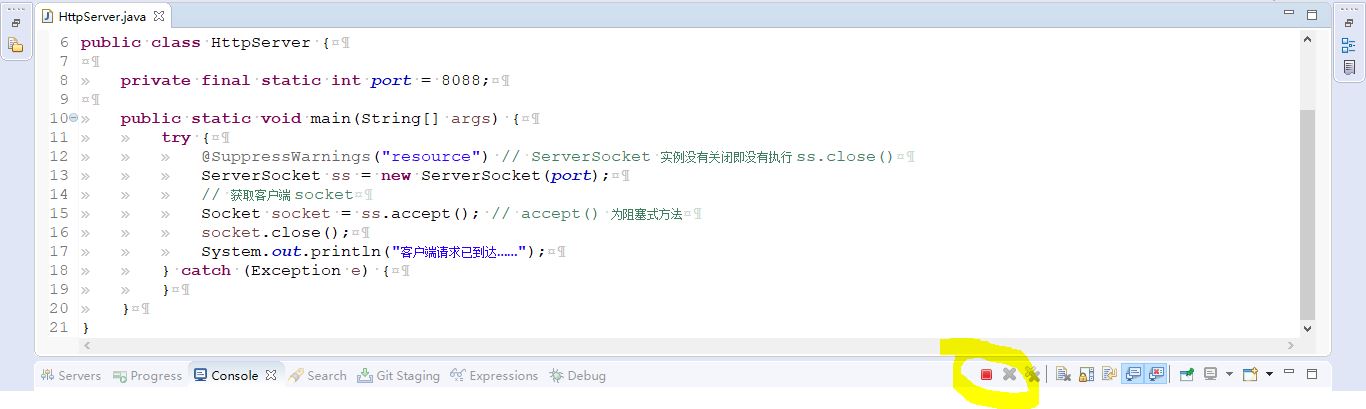 HttpServer.java
6 public class HttpServer {¤¶
7 ¤¶
8 » private·final·static·int·port·=·8088;¤¶
9 ¤¶
10 » public·static·void·main(String[]·args)·{¤¶
11 » » try·{¤¶
12 » » » @SuppressWarnings("resource")·//·ServerSocket·实例没有关闭即没有执行·ss.close()¤¶
13 » » » ServerSocket·ss·=·new·ServerSocket(port);¤¶
14 » » » //·获取客户端·socket¤¶
15 » » » Socket·socket·=·ss.accept();·//·accept()·为阻塞式方法¤¶
16 » » » socket.close();¤¶
17 » » » System.out.println("客户端请求已到达……");¤¶
18 » » }·catch·(Exception·e)·{¤¶
19 » » }¤¶
20 » }¤¶
21 }
Servers Progress Console Search Git Staging Expressions Debug